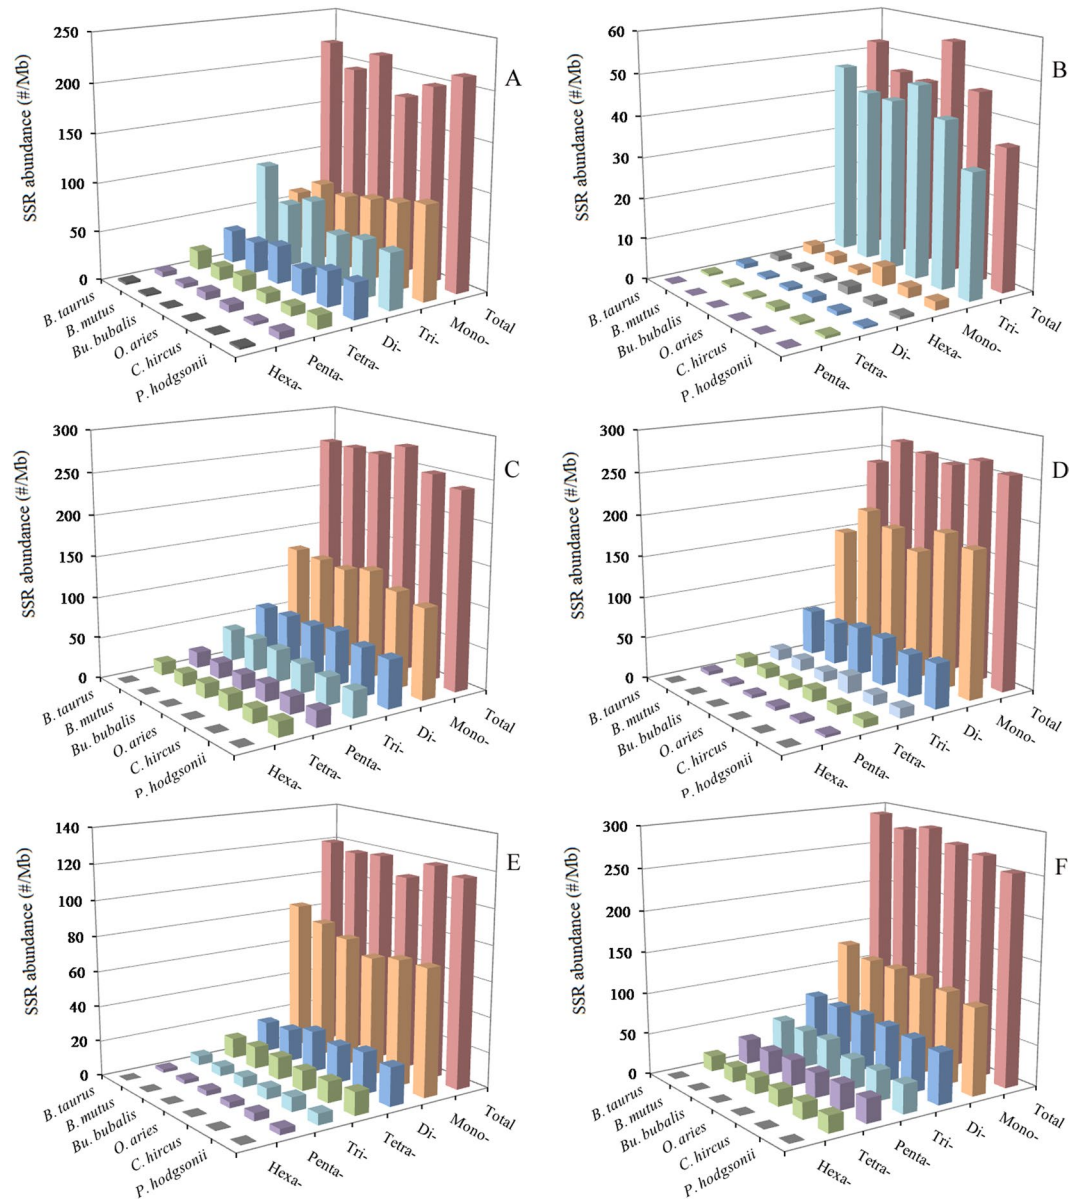 A
SSR abundance (#/Mb)
250
200
150
100
50
0
B. taurus
B. mutus
Bu. bubalis
O. aries
C. hircus
P. hodgsonii
Hexa-
Penta-
Tetra-
Di-
Tri-
Mono-
Total
B
SSR abundance (#/Mb)
60
50
40
30
20
10
0
B. taurus
B. mutus
Bu. bubalis
O. aries
C. hircus
P. hodgsonii
Penta-
Tetra-
Di-
Hexa-
Mono-
Tri-
Total
C
SSR abundance (#/Mb)
300
250
200
150
100
50
0
B. taurus
B. mutus
Bu. bubalis
O. aries
C. hircus
P. hodgsonii
Hexa-
Tetra-
Penta-
Tri-
Di-
Mono-
Total
D
SSR abundance (#/Mb)
300
250
200
150
100
50
0
B. taurus
B. mutus
Bu. bubalis
O. aries
C. hircus
P. hodgsonii
Hexa-
Penta-
Tetra-
Tri-
Di-
Mono-
Total
E
SSR abundance (#/Mb)
140
120
100
80
60
40
20
0
B. taurus
B. mutus
Bu. bubalis
O. aries
C. hircus
P. hodgsonii
Hexa-
Penta-
Tri-
Tetra-
Di-
Mono-
Total
F
SSR abundance (#/Mb)
300
250
200
150
100
50
0
B. taurus
B. mutus
Bu. bubalis
O. aries
C. hircus
P. hodgsonii
Hexa-
Tetra-
Penta-
Tri-
Di-
Mono-
Total